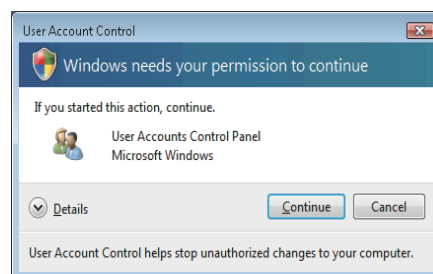 User Account Control
Windows needs your permission to continue
If you started this action, continue.
User Accounts Control Panel
Microsoft Windows
Details
Continue
Cancel
User Account Control helps stop unauthorized changes to your computer.